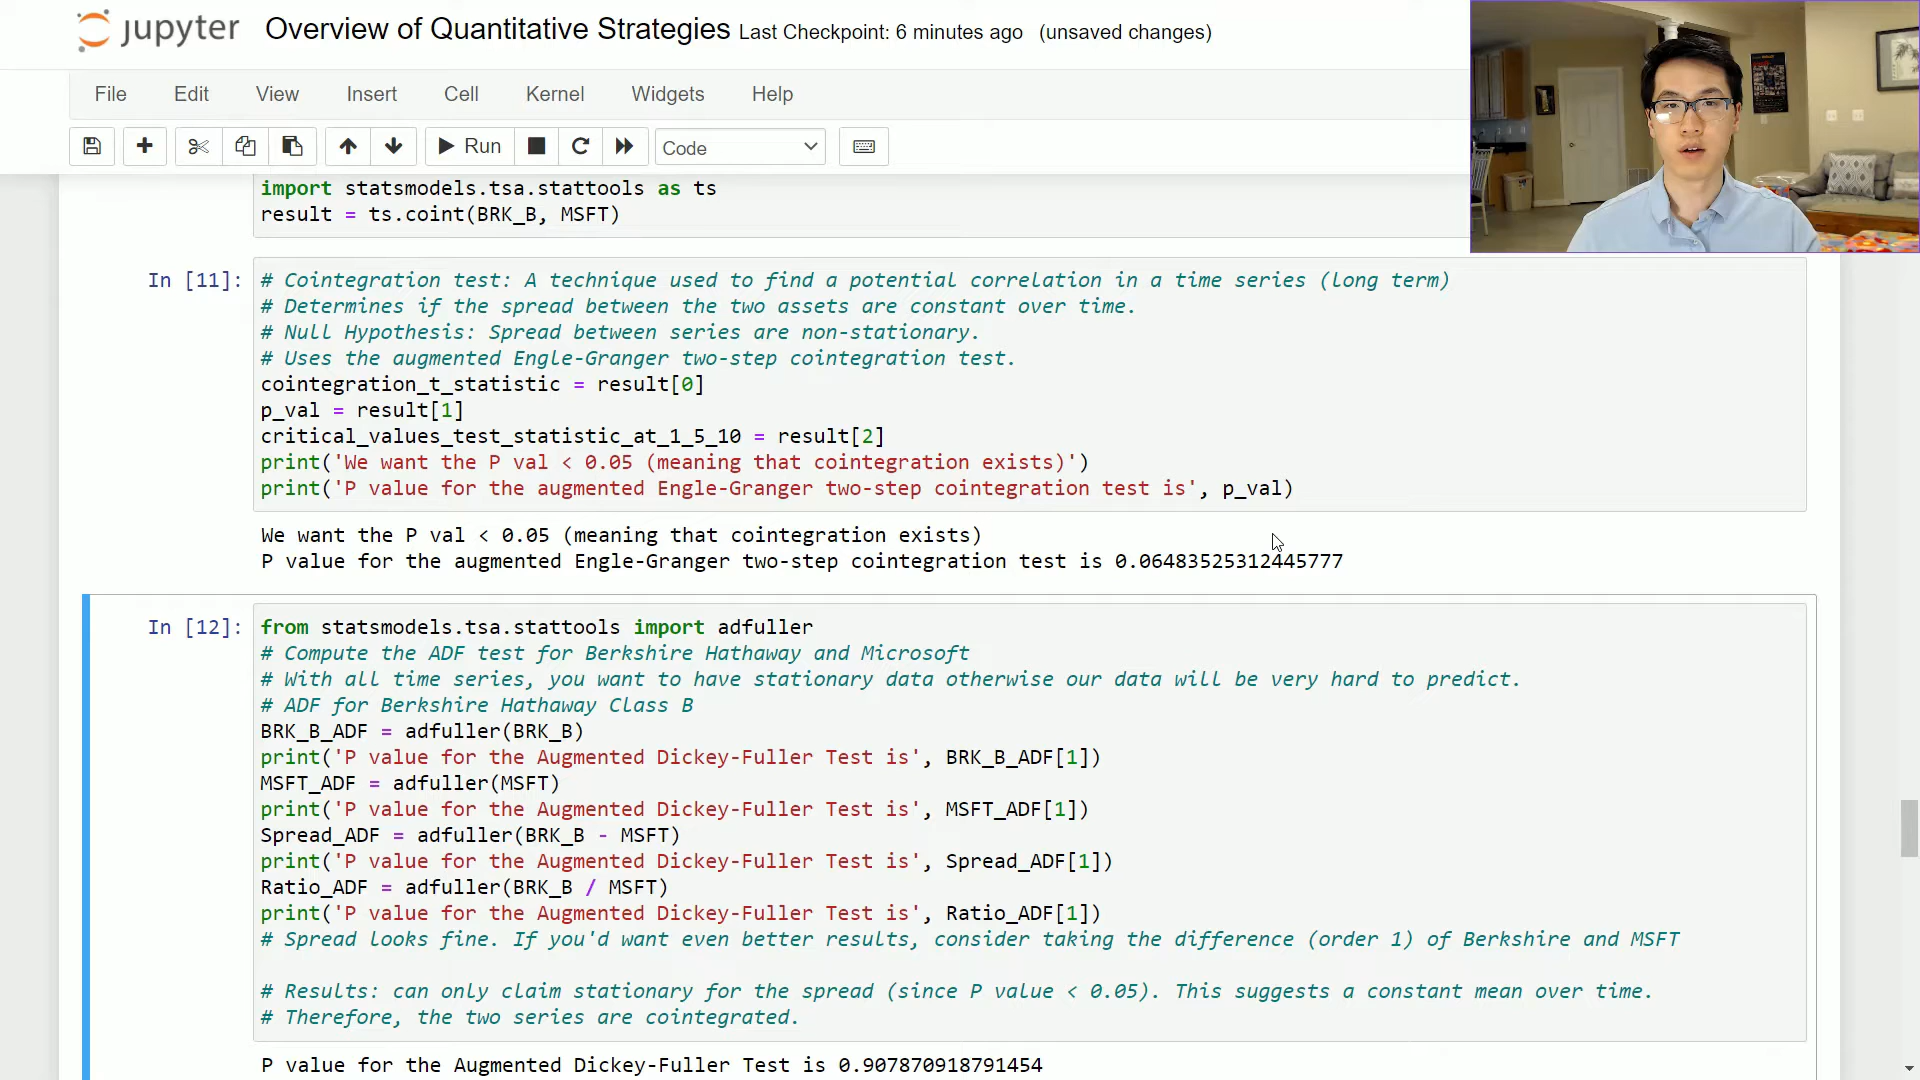 jupyter Overview of Quantitative Strategies Last Checkpoint: 6 minutes ago (unsaved changes)
File Edit View Insert Cell Kernel Widgets Help
Run Code
import statsmodels.tsa.stattools as ts
result = ts.coint(BRK_B, MSFT)
In [11]:
# Cointegration test: A technique used to find a potential correlation in a time series (long term)
# Determines if the spread between the two assets are constant over time.
# Null Hypothesis: Spread between series are non-stationary.
# Uses the augmented Engle-Granger two-step cointegration test.
cointegration_t_statistic = result[0]
p_val = result[1]
critical_values_test_statistic_at_1_5_10 = result[2]
print('We want the P val < 0.05 (meaning that cointegration exists)')
print('P value for the augmented Engle-Granger two-step cointegration test is', p_val)
We want the P val < 0.05 (meaning that cointegration exists)
P value for the augmented Engle-Granger two-step cointegration test is 0.06483525312445777
In [12]:
from statsmodels.tsa.stattools import adfuller
# Compute the ADF test for Berkshire Hathaway and Microsoft
# With all time series, you want to have stationary data otherwise our data will be very hard to predict.
# ADF for Berkshire Hathaway Class B
BRK_B_ADF = adfuller(BRK_B)
print('P value for the Augmented Dickey-Fuller Test is', BRK_B_ADF[1])
MSFT_ADF = adfuller(MSFT)
print('P value for the Augmented Dickey-Fuller Test is', MSFT_ADF[1])
Spread_ADF = adfuller(BRK_B - MSFT)
print('P value for the Augmented Dickey-Fuller Test is', Spread_ADF[1])
Ratio_ADF = adfuller(BRK_B / MSFT)
print('P value for the Augmented Dickey-Fuller Test is', Ratio_ADF[1])
# Spread looks fine. If you'd want even better results, consider taking the difference (order 1) of Berkshire and MSFT
# Results: can only claim stationary for the spread (since P value < 0.05). This suggests a constant mean over time.
# Therefore, the two series are cointegrated.
P value for the Augmented Dickey-Fuller Test is 0.907870918791454